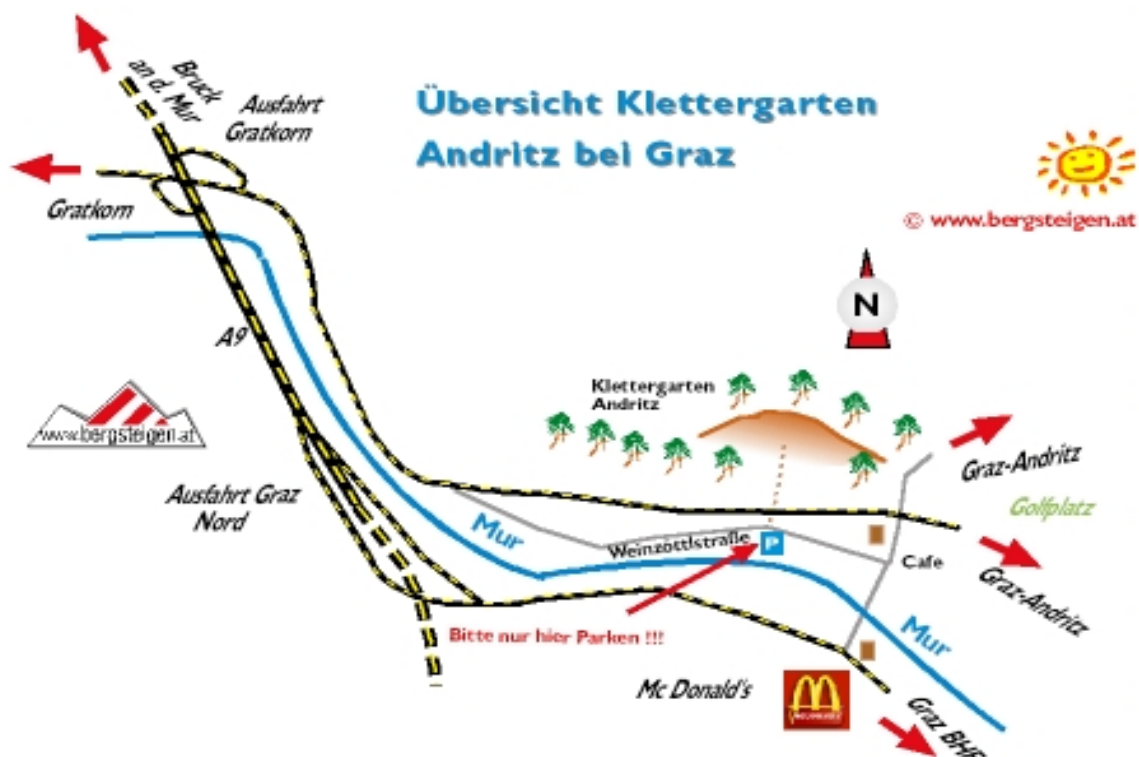 Übersicht Klettergarten
Andritz bei Graz
Bruck
an d. Mur
Ausfahrt
Gratkorn
Gratkorn
© www.bergsteigen.at
N
A9
www.bergsteigen.at
Klettergarten
Andritz
Graz-Andritz
Golfplatz
Ausfahrt Graz
Nord
Mur
Weinzöttlstraße
P
Cafe
Graz-Andritz
Bitte nur hier Parken !!!
Mur
Mc Donald's
Graz BHF